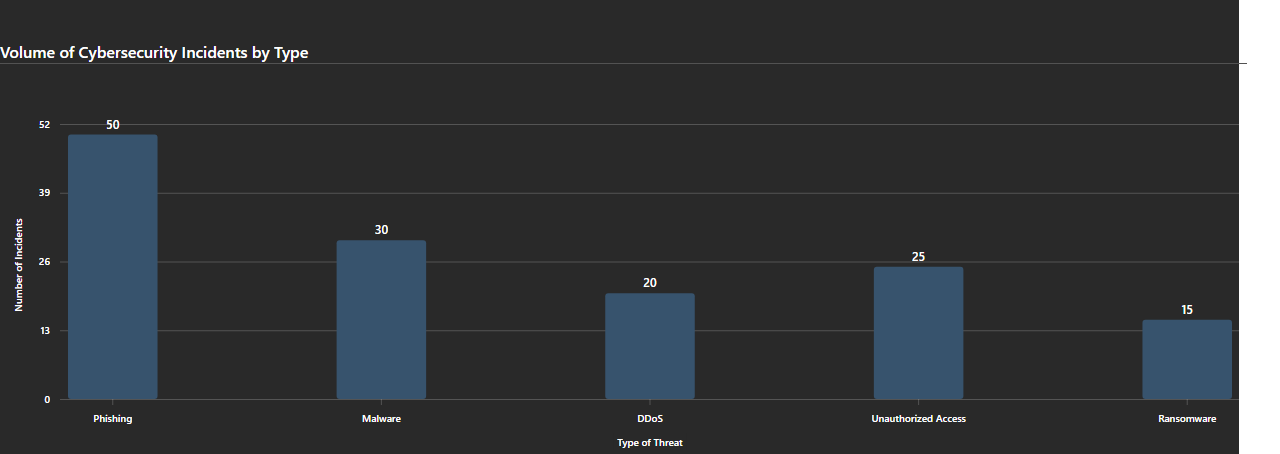 Volume of Cybersecurity Incidents by Type
52
39
26
13
0
Number of Incidents
50
30
20
25
15
Phishing
Malware
DDoS
Unauthorized Access
Ransomware
Type of Threat